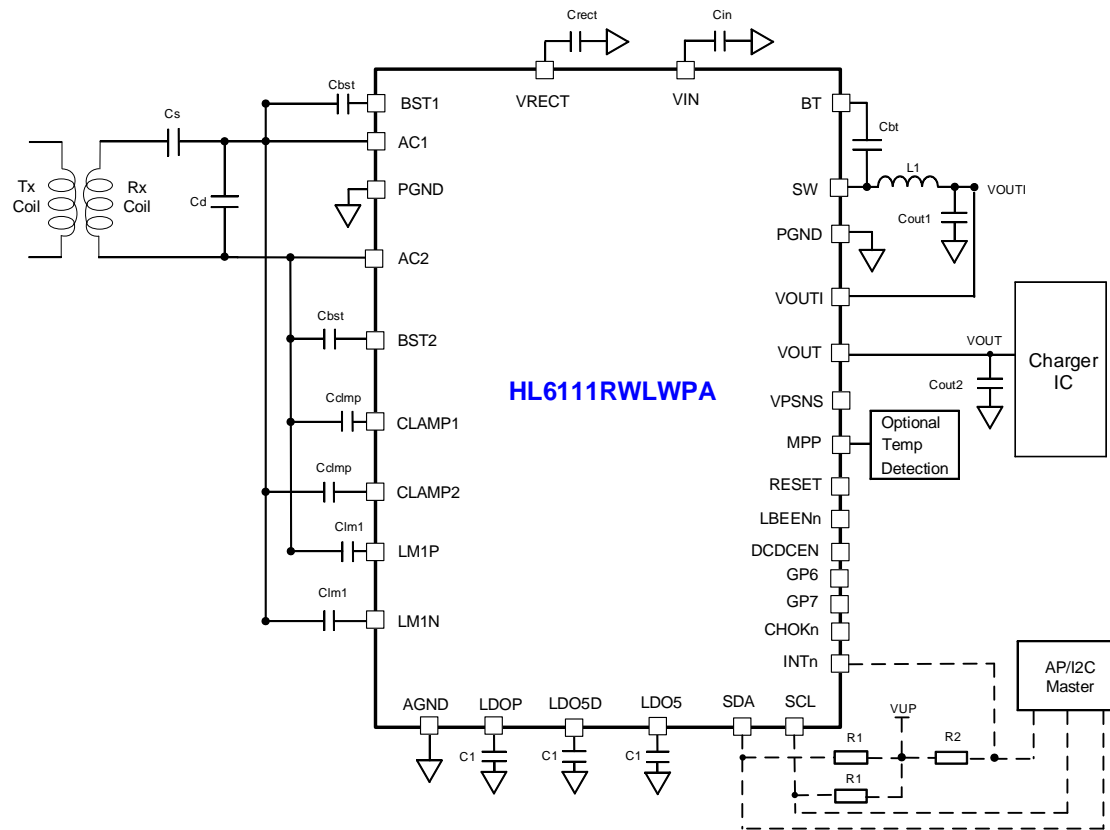 Crect
Cin
VRECT
VIN
Cbst
BST1
BT
Cs
AC1
Cbt
Tx
Coil
Rx
Coil
Cd
PGND
SW
L1
VOUTI
Cout1
PGND
AC2
VOUTI
Cbst
BST2
VOUT
VOUT
Cout2
Charger
IC
HL6111RWLWPA
VPSNS
Cclmp
CLAMP1
MPP
Optional
Temp
Detection
Cclmp
CLAMP2
RESET
LBEENn
Clm1
LM1P
DCDCEN
GP6
GP7
Clm1
LM1N
CHOKn
INTn
AP/I2C
Master
AGND
LDOP
LDO5D
LDO5
SDA
SCL
VUP
C1
C1
C1
R1
R2
R1